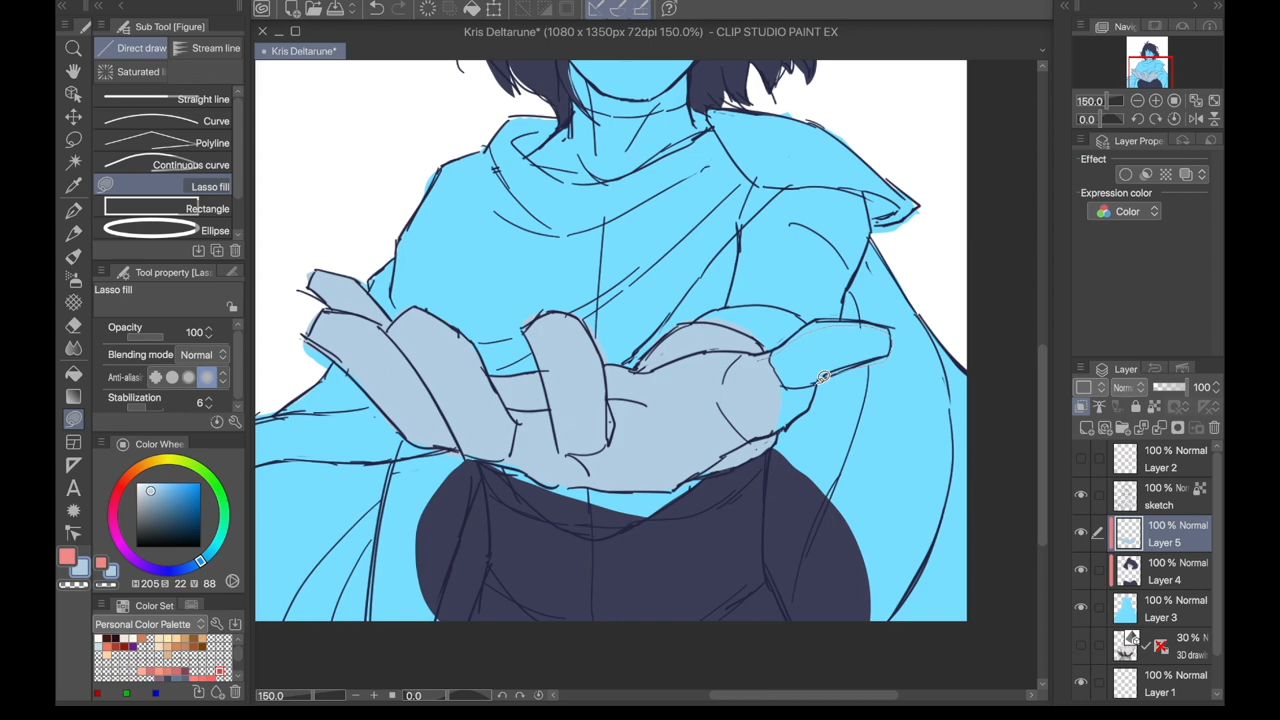 Kris Deltarune* (1080 x 1350px 72dpi 150.0%) - CLIP STUDIO PAINT EX
Kris Deltarune*
Sub Tool [Figure]
Direct draw
Stream line
Saturated li
Straight line
Curve
Polyline
Continuous curve
Lasso fill
Rectangle
Ellipse
Tool property [Lass
Lasso fill
Opacity 100
Blending mode Normal
Anti-alias
Stabilization 6
Color Wheel
H 205 S 22 V 88
Color Set
Personal Color Palette
150.0 0.0
Navig
150.0
0.0
Layer Prope
Effect
Expression color
Color
Layer
Norm 100
100 % Normal
Layer 2
100 % Nor
sketch
100 % Normal
Layer 5
100 % Normal
Layer 4
100 % Normal
Layer 3
30 % N
3D drawi
100 % Normal
Layer 1